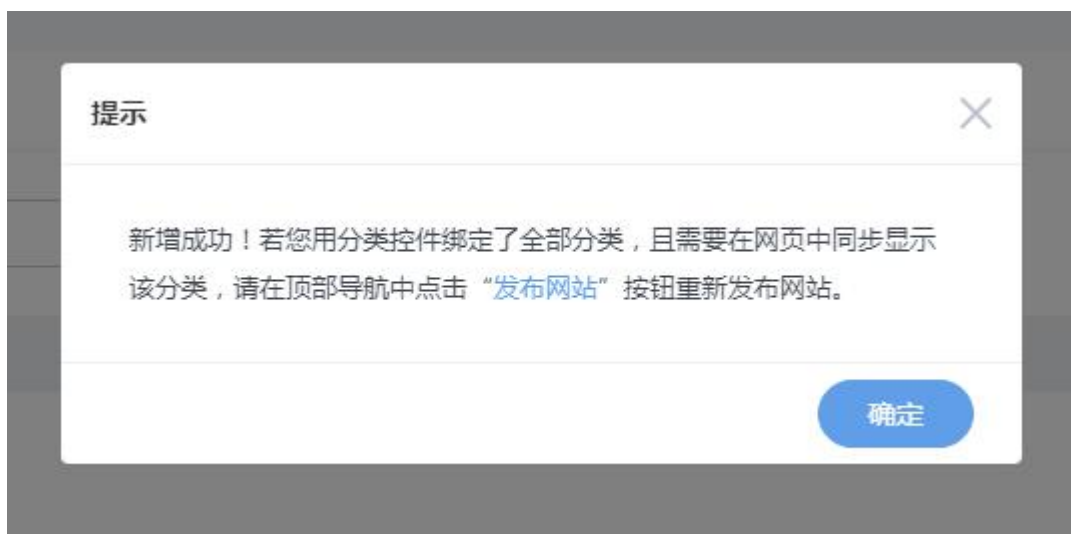 提示
新增成功！若您用分类控件绑定了全部分类，且需要在网页中同步显示
该分类，请在顶部导航中点击“发布网站”按钮重新发布网站。
确定